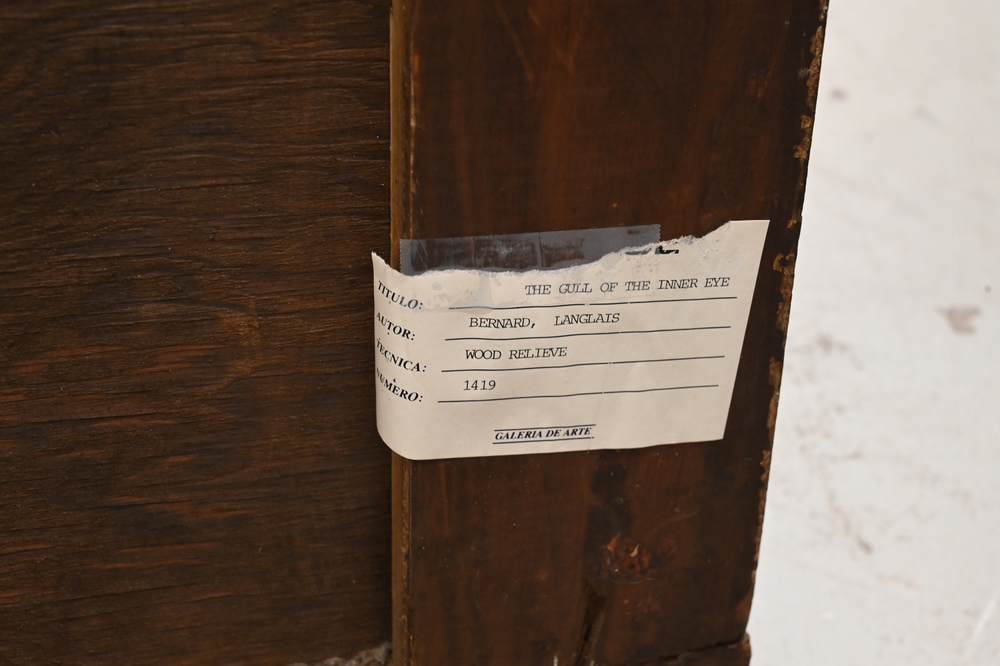 TITULO: THE GULL OF THE INNER EYE
AUTOR: BERNARD, LANGLAIS
TECNICA: WOOD RELIEVE
NUMERO: 1419
GALERIA DE ARTE